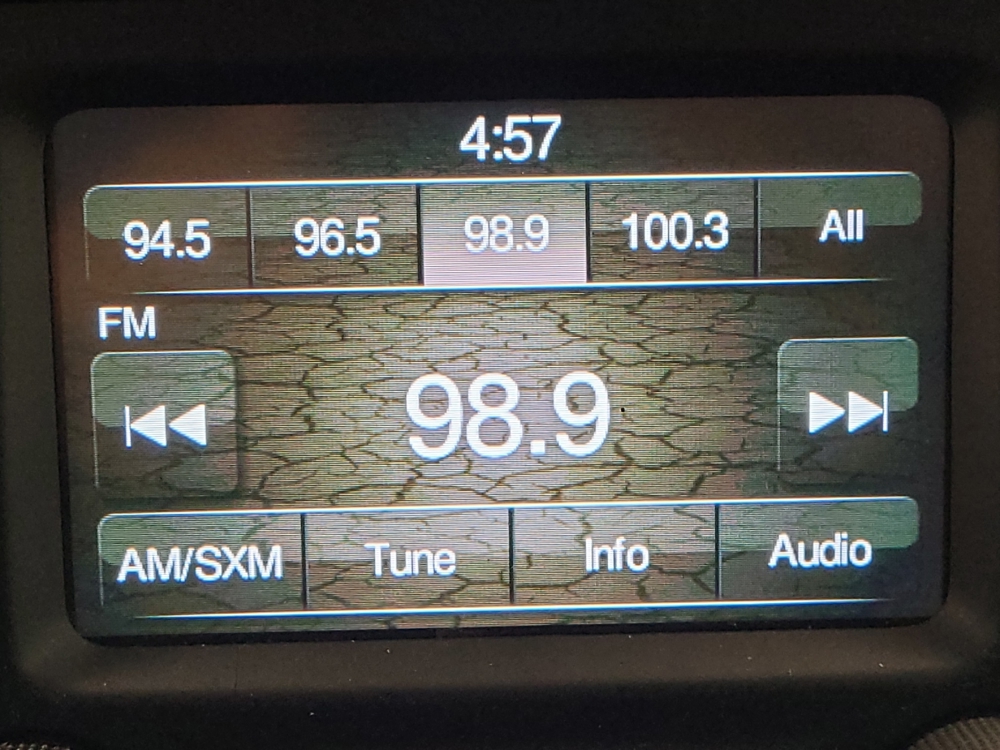 4:57
94.5 96.5 98.9 100.3 All
FM
98.9
AM/SXM Tune Info Audio